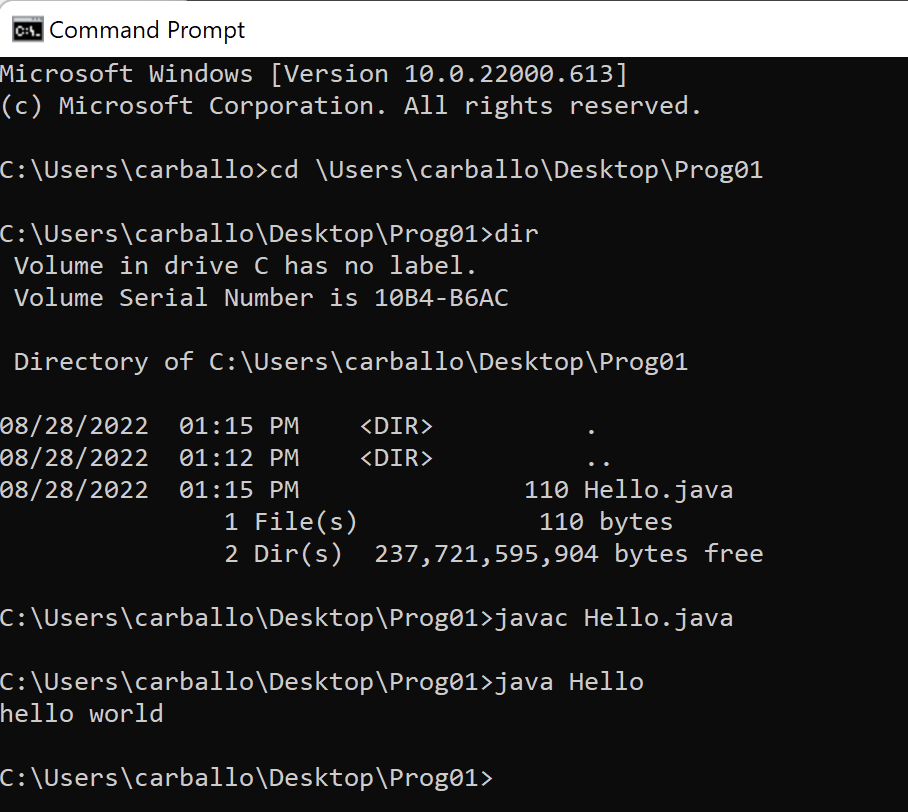 Command Prompt
Microsoft Windows [Version 10.0.22000.613]
(c) Microsoft Corporation. All rights reserved.
C:\Users\carballo>cd \Users\carballo\Desktop\Prog01
C:\Users\carballo\Desktop\Prog01>dir
 Volume in drive C has no label.
 Volume Serial Number is 10B4-B6AC
 Directory of C:\Users\carballo\Desktop\Prog01
08/28/2022  01:15 PM    <DIR>          .
08/28/2022  01:12 PM    <DIR>          ..
08/28/2022  01:15 PM               110 Hello.java
               1 File(s)            110 bytes
               2 Dir(s)  237,721,595,904 bytes free
C:\Users\carballo\Desktop\Prog01>javac Hello.java
C:\Users\carballo\Desktop\Prog01>java Hello
hello world
C:\Users\carballo\Desktop\Prog01>